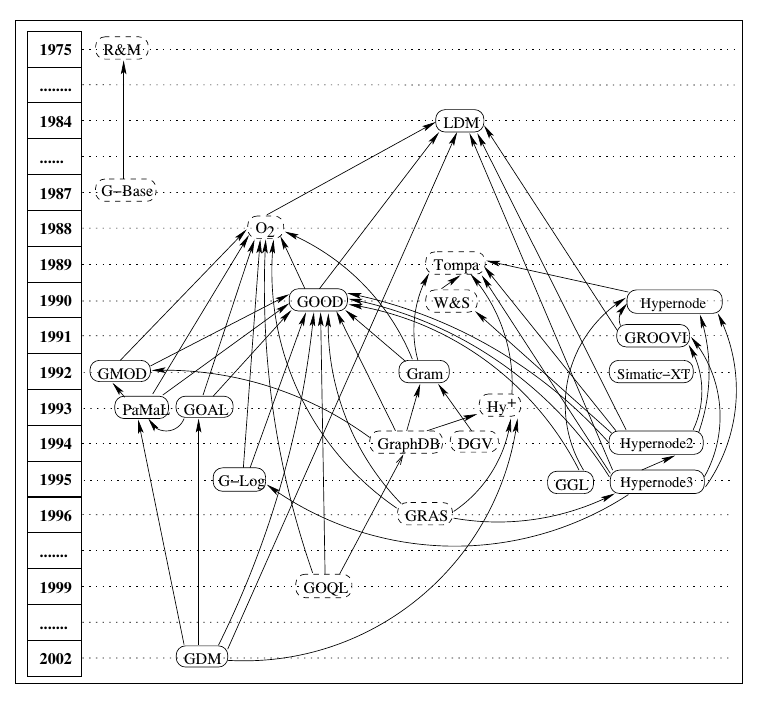 1975 R&M
........
1984 LDM
......
1987 G-Base
1988 O2
1989 Tompa
1990 GOOD W&S Hypernode
1991 GROOVI
1992 GMOD Gram Simatic-XT
1993 PaMaL GOAL Hy+
1994 GraphDB DGV Hypernode2
1995 G-Log GGL Hypernode3
1996 GRAS
.......
1999 GOQL
.......
2002 GDM